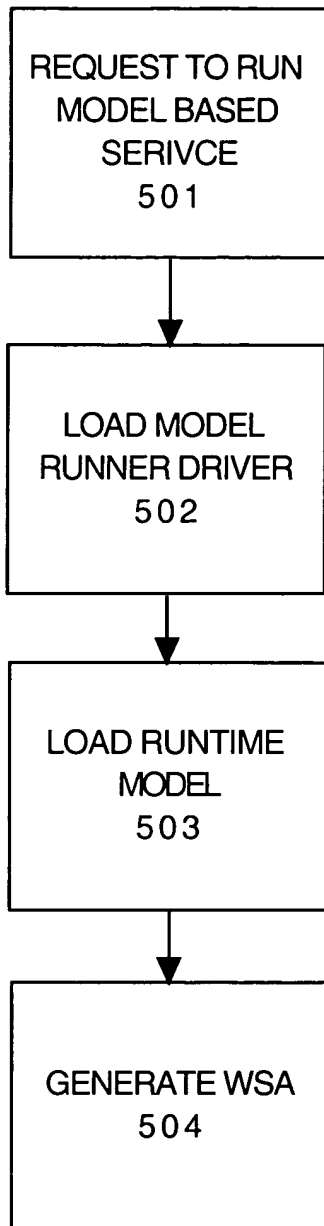 REQUEST TO RUN
MODEL BASED
SERIVCE
501
LOAD MODEL
RUNNER DRIVER
502
LOAD RUNTIME
MODEL
503
GENERATE WSA
504